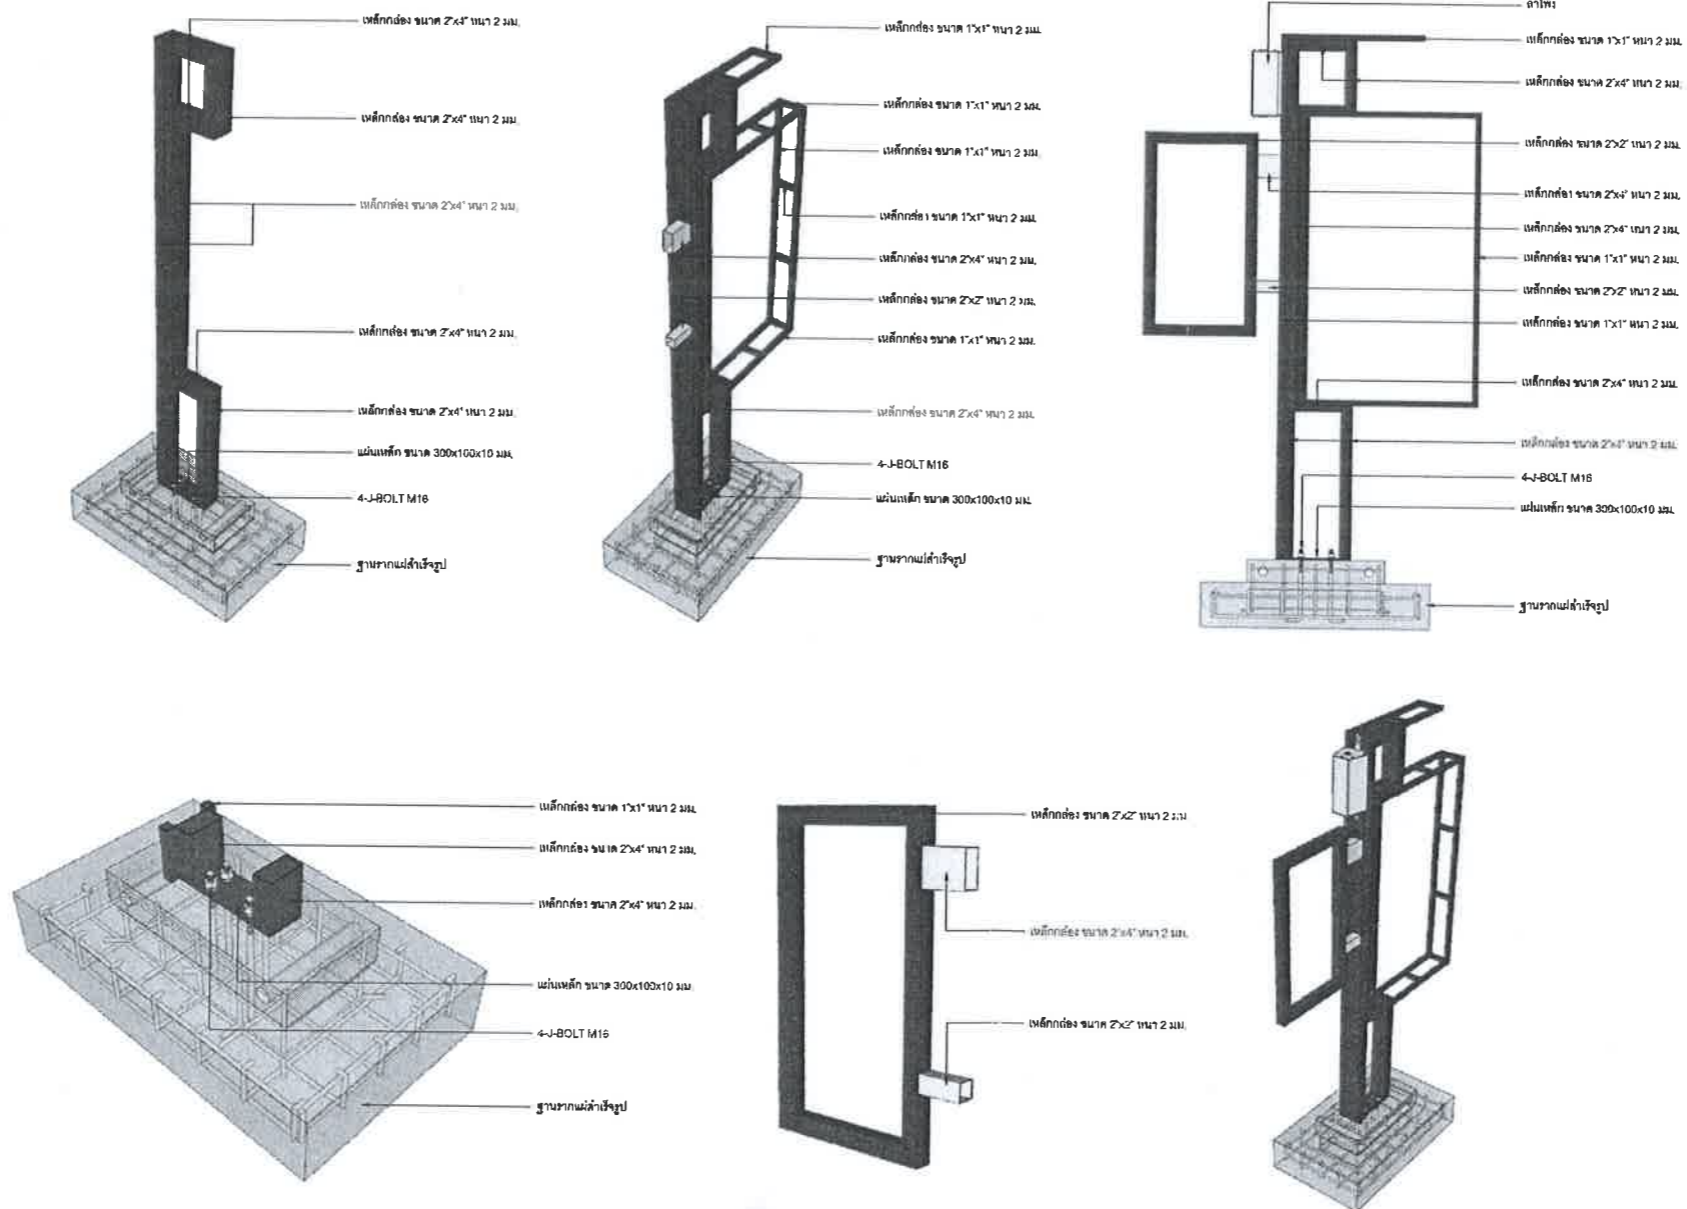 เหล็กกล่อง ขนาด 2"x4" หนา 2 มม.
เหล็กกล่อง ขนาด 2"x4" หนา 2 มม.
เหล็กกล่อง ขนาด 2"x4" หนา 2 มม.
เหล็กกล่อง ขนาด 2"x4" หนา 2 มม.
เหล็กกล่อง ขนาด 2"x4" หนา 2 มม.
แผ่นเหล็ก ขนาด 300x100x10 มม.
4-J-BOLT M16
ฐานรากแผ่สำเร็จรูป
เหล็กกล่อง ขนาด 1"x1" หนา 2 มม.
เหล็กกล่อง ขนาด 1"x1" หนา 2 มม.
เหล็กกล่อง ขนาด 1"x1" หนา 2 มม.
เหล็กกล่อง ขนาด 1"x1" หนา 2 มม.
เหล็กกล่อง ขนาด 2"x4" หนา 2 มม.
เหล็กกล่อง ขนาด 2"x2" หนา 2 มม.
เหล็กกล่อง ขนาด 1"x1" หนา 2 มม.
เหล็กกล่อง ขนาด 2"x4" หนา 2 มม.
4-J-BOLT M16
แผ่นเหล็ก ขนาด 300x100x10 มม.
ฐานรากแผ่สำเร็จรูป
ลำโพง
เหล็กกล่อง ขนาด 1"x1" หนา 2 มม.
เหล็กกล่อง ขนาด 2"x4" หนา 2 มม.
เหล็กกล่อง ขนาด 2"x2" หนา 2 มม.
เหล็กกล่อง ขนาด 2"x4" หนา 2 มม.
เหล็กกล่อง ขนาด 2"x4" หนา 2 มม.
เหล็กกล่อง ขนาด 1"x1" หนา 2 มม.
เหล็กกล่อง ขนาด 2"x2" หนา 2 มม.
เหล็กกล่อง ขนาด 1"x1" หนา 2 มม.
เหล็กกล่อง ขนาด 2"x4" หนา 2 มม.
เหล็กกล่อง ขนาด 2"x4" หนา 2 มม.
4-J-BOLT M16
แผ่นเหล็ก ขนาด 300x100x10 มม.
ฐานรากแผ่สำเร็จรูป
เหล็กกล่อง ขนาด 1"x1" หนา 2 มม.
เหล็กกล่อง ขนาด 2"x4" หนา 2 มม.
เหล็กกล่อง ขนาด 2"x4" หนา 2 มม.
แผ่นเหล็ก ขนาด 300x100x10 มม.
4-J-BOLT M16
ฐานรากแผ่สำเร็จรูป
เหล็กกล่อง ขนาด 2"x2" หนา 2 มม.
เหล็กกล่อง ขนาด 2"x4" หนา 2 มม.
เหล็กกล่อง ขนาด 2"x2" หนา 2 มม.